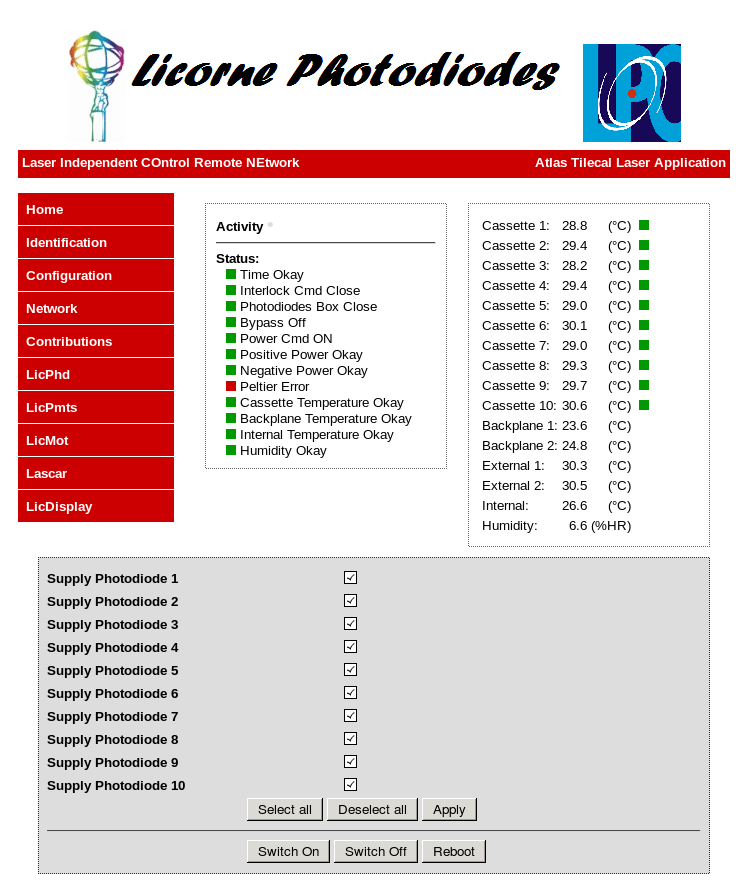 Licorne Photodiodes
Laser Independent COntrol Remote NEtwork Atlas Tilecal Laser Application
Home
Identification
Configuration
Network
Contributions
LicPhd
LicPmts
LicMot
Lascar
LicDisplay
Activity
Status:
Time Okay
Interlock Cmd Close
Photodiodes Box Close
Bypass Off
Power Cmd ON
Positive Power Okay
Negative Power Okay
Peltier Error
Cassette Temperature Okay
Backplane Temperature Okay
Internal Temperature Okay
Humidity Okay
Cassette 1: 28.8 (°C)
Cassette 2: 29.4 (°C)
Cassette 3: 28.2 (°C)
Cassette 4: 29.4 (°C)
Cassette 5: 29.0 (°C)
Cassette 6: 30.1 (°C)
Cassette 7: 29.0 (°C)
Cassette 8: 29.3 (°C)
Cassette 9: 29.7 (°C)
Cassette 10: 30.6 (°C)
Backplane 1: 23.6 (°C)
Backplane 2: 24.8 (°C)
External 1: 30.3 (°C)
External 2: 30.5 (°C)
Internal: 26.6 (°C)
Humidity: 6.6 (%HR)
Supply Photodiode 1
Supply Photodiode 2
Supply Photodiode 3
Supply Photodiode 4
Supply Photodiode 5
Supply Photodiode 6
Supply Photodiode 7
Supply Photodiode 8
Supply Photodiode 9
Supply Photodiode 10
Select all Deselect all Apply
Switch On Switch Off Reboot